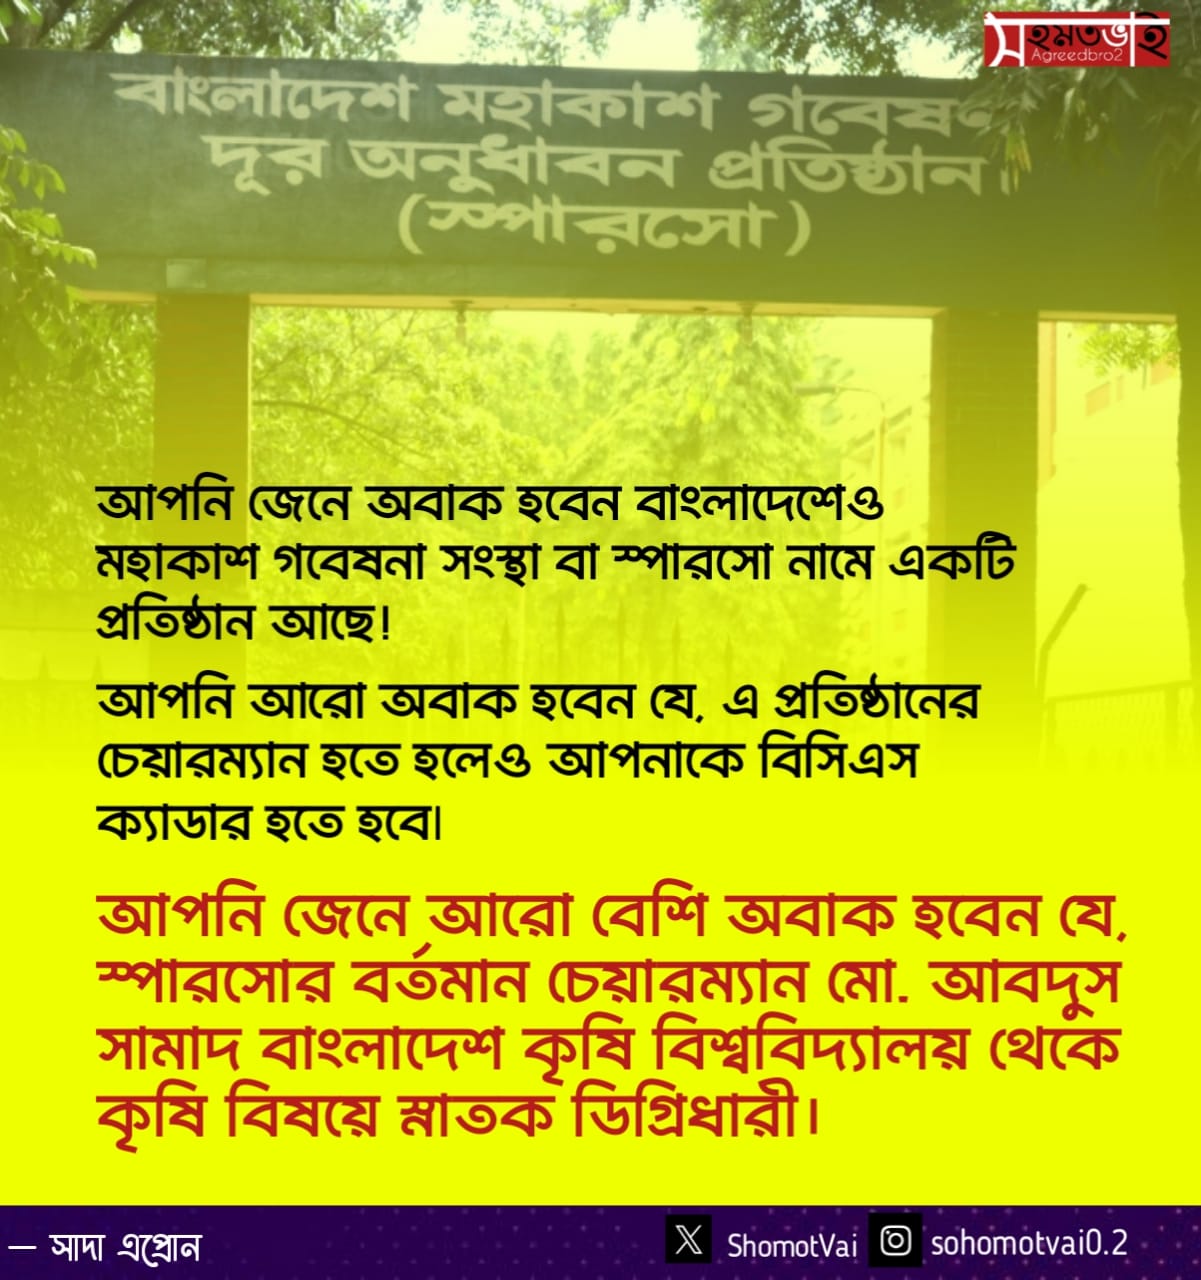 সহমতভাই
Agreedbro2
বাংলাদেশ মহাকাশ গবেষণ
দূর অনুধাবন প্রতিষ্ঠান।
(স্পারসো)
আপনি জেনে অবাক হবেন বাংলাদেশেও
মহাকাশ গবেষনা সংস্থা বা স্পারসো নামে একটি
প্রতিষ্ঠান আছে!
আপনি আরো অবাক হবেন যে, এ প্রতিষ্ঠানের
চেয়ারম্যান হতে হলেও আপনাকে বিসিএস
ক্যাডার হতে হবে।
আপনি জেনে আরো বেশি অবাক হবেন যে,
স্পারসোর বর্তমান চেয়ারম্যান মো. আবদুস
সামাদ বাংলাদেশ কৃষি বিশ্ববিদ্যালয় থেকে
কৃষি বিষয়ে স্নাতক ডিগ্রিধারী।
— সাদা এপ্রোন
X ShomotVai sohomotvai0.2